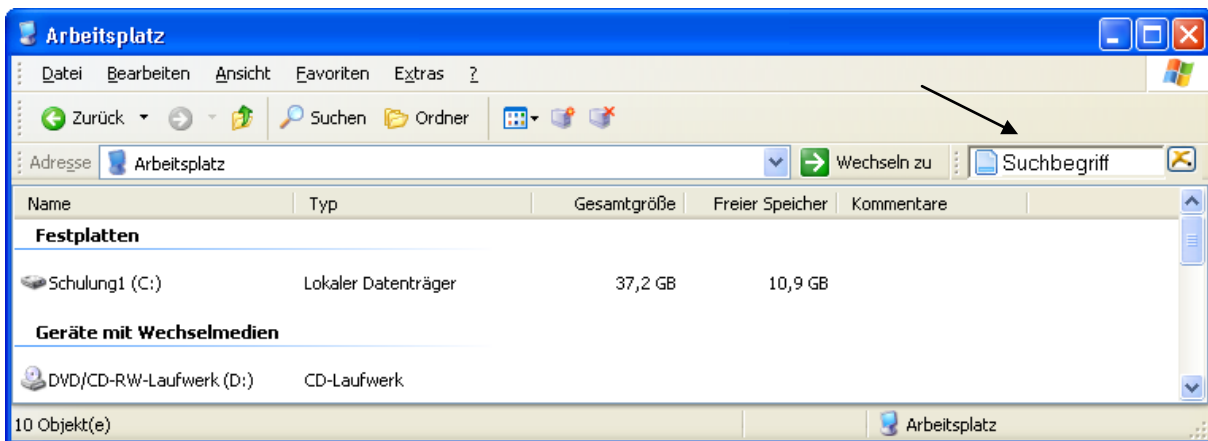 Arbeitsplatz
Datei Bearbeiten Ansicht Favoriten Extras ?
Zurück Suchen Ordner
Adresse Arbeitsplatz Wechseln zu Suchbegriff
Name Typ Gesamtgröße Freier Speicher Kommentare
Festplatten
Schulung1 (C:) Lokaler Datenträger 37,2 GB 10,9 GB
Geräte mit Wechselmedien
DVD/CD-RW-Laufwerk (D:) CD-Laufwerk
10 Objekt(e) Arbeitsplatz